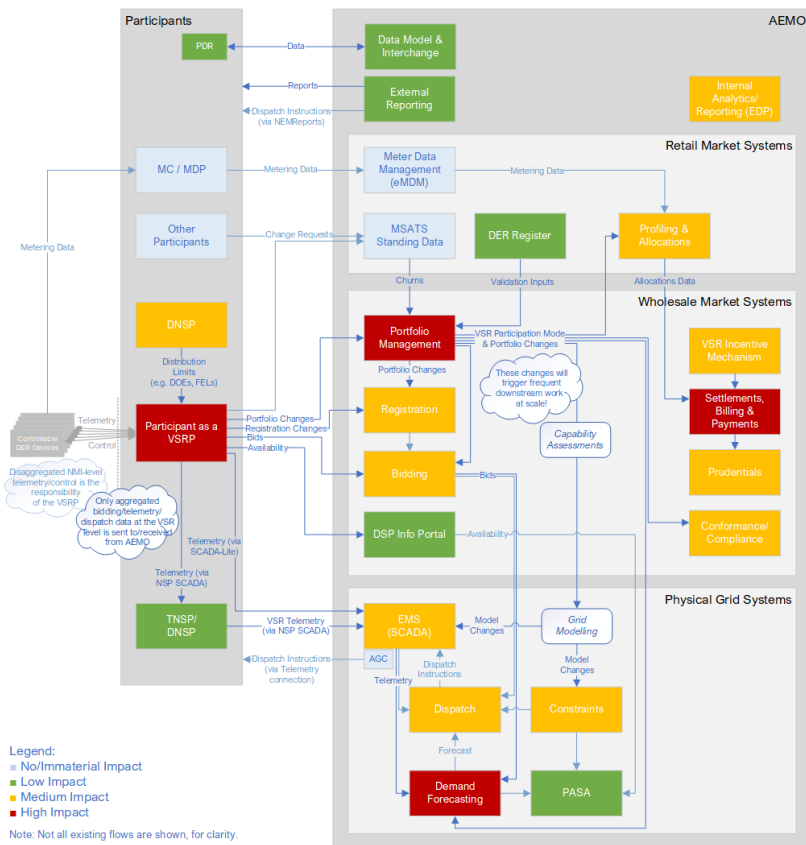 Participants
AEMO
PDR
Data
Data Model &
Interchange
Reports
External
Reporting
Dispatch Instructions
(via NEMReports)
Internal
Analytics/
Reporting (EDP)
Retail Market Systems
MC / MDP
Metering Data
Meter Data
Management
(eMDM)
Metering Data
Other
Participants
Change Requests
MSATS
Standing Data
DER Register
Profiling &
Allocations
Metering Data
Churns
Validation Inputs
Allocations Data
Wholesale Market Systems
DNSP
Portfolio
Management
VSR Participation Mode
& Portfolio Changes
VSR Incentive
Mechanism
Distribution
Limits
(e.g. DOEs, FELs)
Portfolio Changes
These changes will
trigger frequent
downstream work
at scale!
Controllable
DER Devices
Telemetry
Control
Participant as a
VSRP
Portfolio Changes
Registration Changes
Bids
Availability
Registration
Capability
Assessments
Settlements,
Billing &
Payments
Bidding
Bids
Prudentials
Disaggregated NMI-level
telemetry/control is the
responsibility
of the VSRP
Only aggregated
bidding/telemetry/
dispatch data at the VSR
level is sent to/received
from AEMO
DSP Info Portal
Availability
Conformance/
Compliance
Telemetry (via
SCADA-Lite)
Telemetry (via
NSP SCADA)
Physical Grid Systems
TNSP/
DNSP
VSR Telemetry
(via NSP SCADA)
EMS
(SCADA)
Model
Changes
Grid
Modelling
Dispatch Instructions
(via Telemetry
connection)
AGC
Telemetry
Dispatch
Instructions
Model
Changes
Dispatch
Constraints
Forecast
Demand
Forecasting
PASA
Legend:
No/Immaterial Impact
Low Impact
Medium Impact
High Impact
Note: Not all existing flows are shown, for clarity.